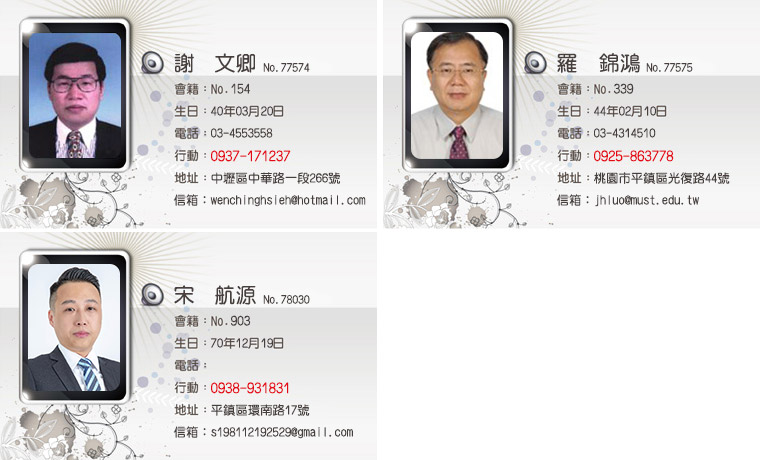 謝 文卿 No.77574
會籍：No.154
生日：40年03月20日
電話：03-4553558
行動：0937-171237
地址：中壢區中華路一段266號
信箱：wenchinghsieh@hotmail.com
羅 錦鴻 No.77575
會籍：No.339
生日：44年02月10日
電話：03-4314510
行動：0925-863778
地址：桃園市平鎮區光復路44號
信箱：jhluo@must.edu.tw
宋 航源 No.78030
會籍：No.903
生日：70年12月19日
電話：
行動：0938-931831
地址：平鎮區環南路17號
信箱：s198112192529@gmail.com